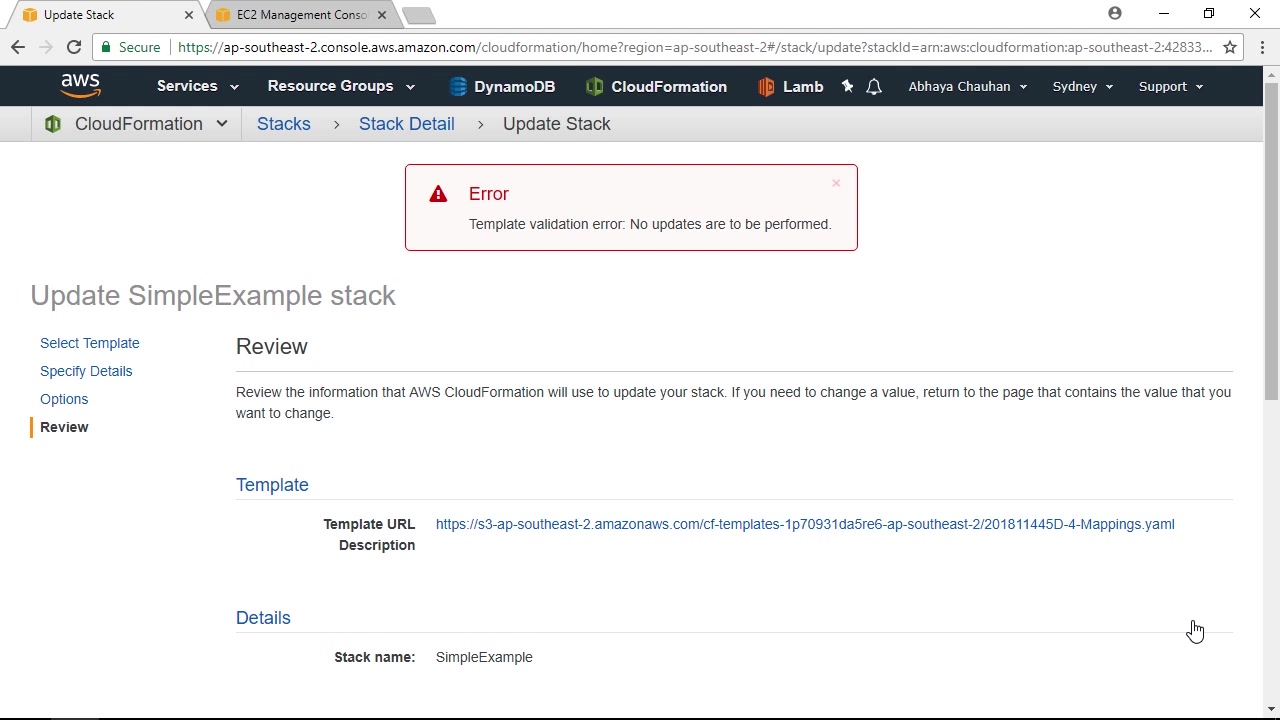 Update Stack
EC2 Management Conso
Secure
https://ap-southeast-2.console.aws.amazon.com/cloudformation/home?region=ap-southeast-2#/stack/update?stackId=arn:aws:cloudformation:ap-southeast-2:42833...
aws
Services
Resource Groups
DynamoDB
CloudFormation
Lamb
Abhaya Chauhan
Sydney
Support
CloudFormation
Stacks > Stack Detail > Update Stack
Error
Template validation error: No updates are to be performed.
Update SimpleExample stack
Select Template
Specify Details
Options
Review
Review
Review the information that AWS CloudFormation will use to update your stack. If you need to change a value, return to the page that contains the value that you
want to change.
Template
Template URL https://s3-ap-southeast-2.amazonaws.com/cf-templates-1p70931da5re6-ap-southeast-2/201811445D-4-Mappings.yaml
Description
Details
Stack name: SimpleExample